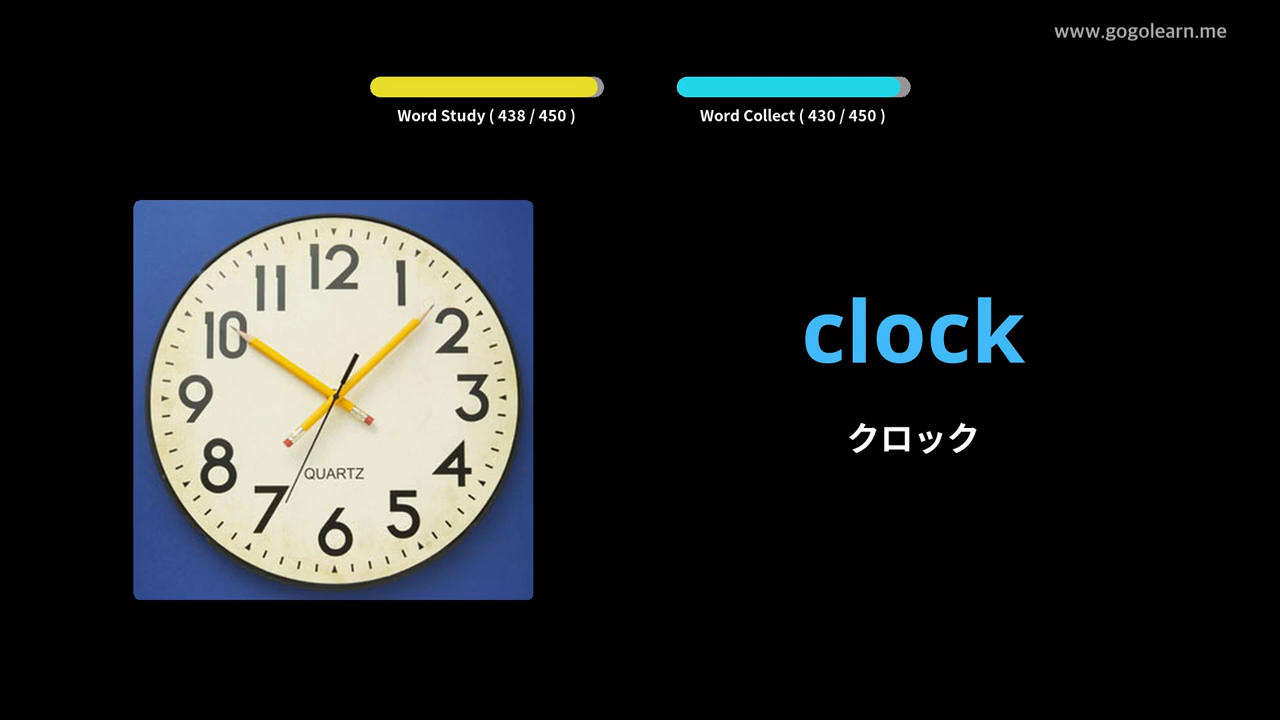 www.gogolearn.me
Word Study ( 438 / 450 )
Word Collect ( 430 / 450 )
12
11
1
10
2
9
3
8
4
7
5
6
QUARTZ
clock
クロック